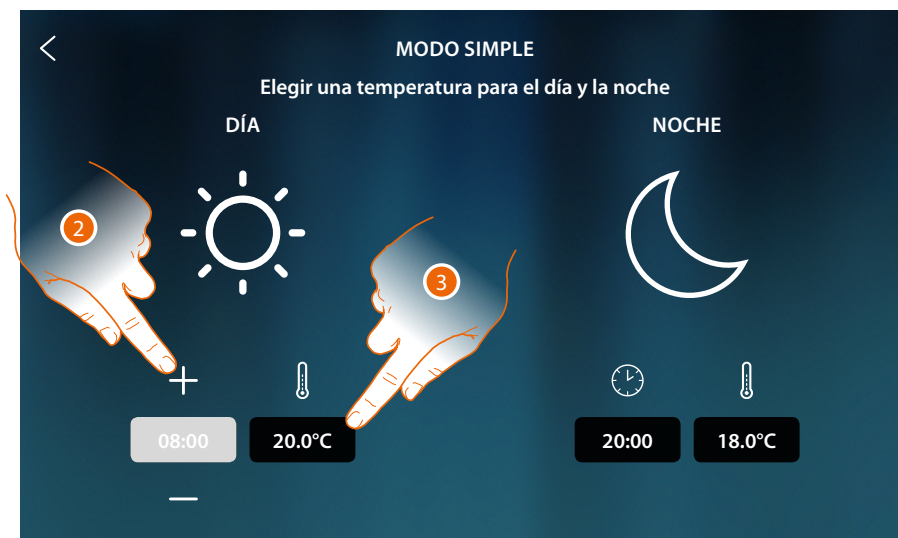 MODO SIMPLE
Elegir una temperatura para el día y la noche
DÍA
NOCHE
2
3
08:00
20.0°C
20:00
18.0°C